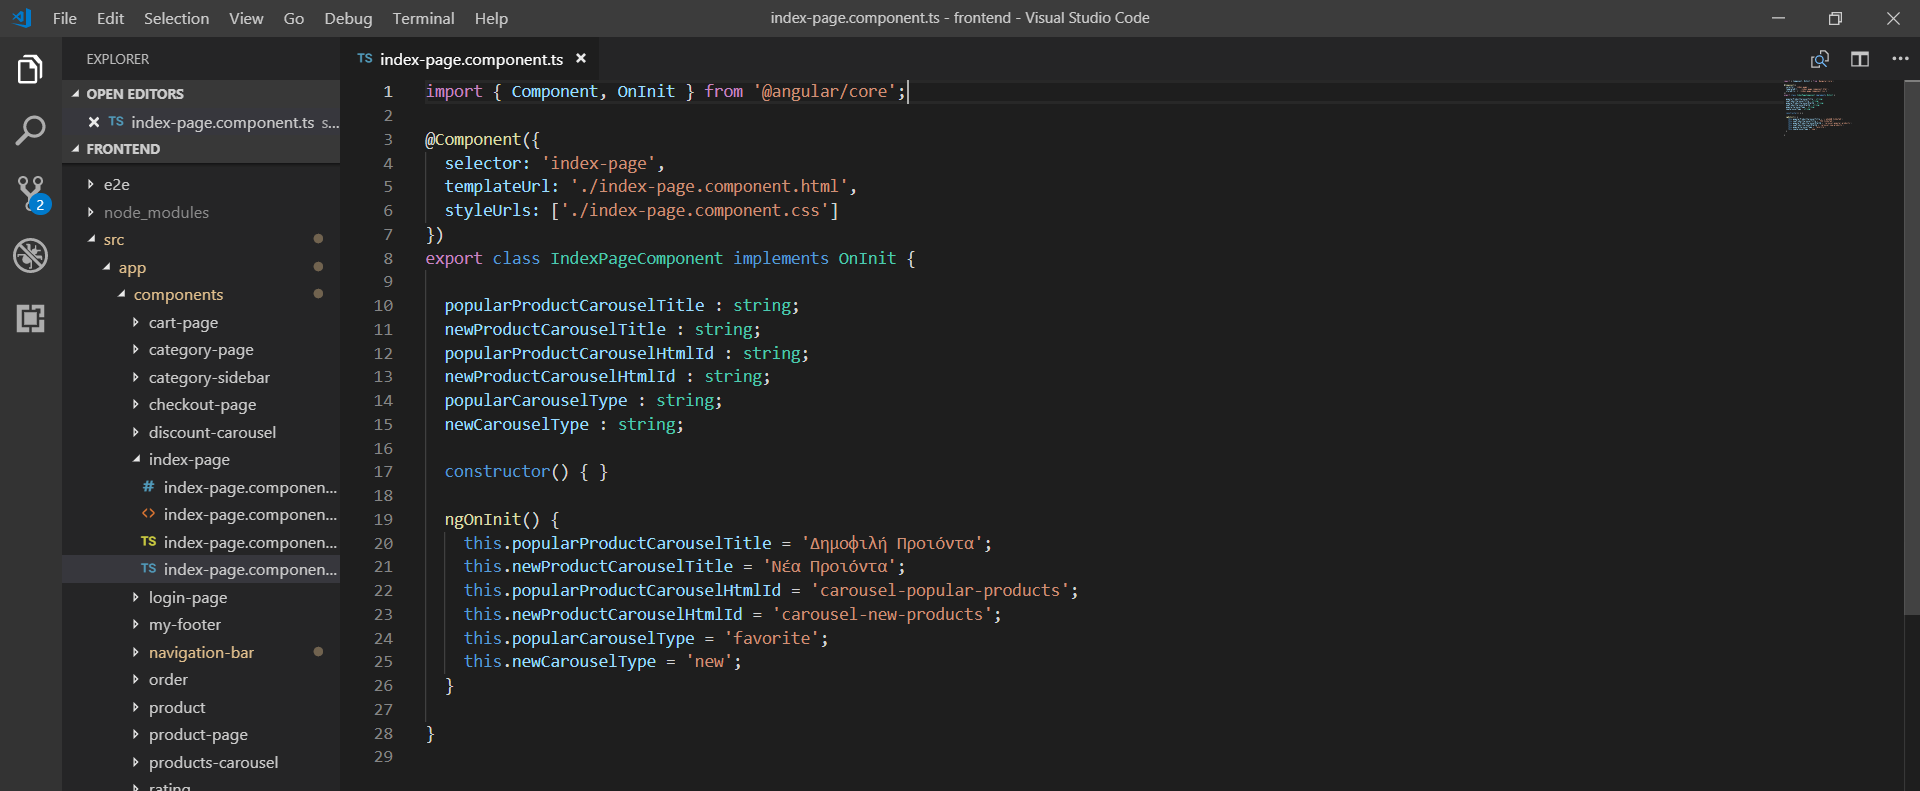 File Edit Selection View Go Debug Terminal Help
index-page.component.ts - frontend - Visual Studio Code
EXPLORER
OPEN EDITORS
TS index-page.component.ts s...
FRONTEND
e2e
node_modules
src
app
components
cart-page
category-page
category-sidebar
checkout-page
discount-carousel
index-page
# index-page.componen...
<> index-page.componen...
TS index-page.componen...
TS index-page.componen...
login-page
my-footer
navigation-bar
order
product
product-page
products-carousel
rating
2
TS index-page.component.ts ×
1 import { Component, OnInit } from '@angular/core';
2
3 @Component({
4 selector: 'index-page',
5 templateUrl: './index-page.component.html',
6 styleUrls: ['./index-page.component.css']
7 })
8 export class IndexPageComponent implements OnInit {
9
10 popularProductCarouselTitle : string;
11 newProductCarouselTitle : string;
12 popularProductCarouselHtmlId : string;
13 newProductCarouselHtmlId : string;
14 popularCarouselType : string;
15 newCarouselType : string;
16
17 constructor() { }
18
19 ngOnInit() {
20 this.popularProductCarouselTitle = 'Δημοφιλή Προιόντα';
21 this.newProductCarouselTitle = 'Νέα Προιόντα';
22 this.popularProductCarouselHtmlId = 'carousel-popular-products';
23 this.newProductCarouselHtmlId = 'carousel-new-products';
24 this.popularCarouselType = 'favorite';
25 this.newCarouselType = 'new';
26 }
27
28 }
29